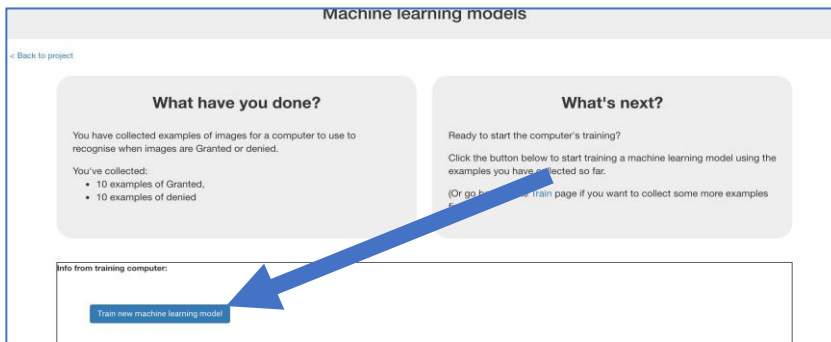 Machine learning models
< Back to project
What have you done?
You have collected examples of images for a computer to use to
recognise when images are Granted or denied.
You've collected:
• 10 examples of Granted,
• 10 examples of denied
What's next?
Ready to start the computer's training?
Click the button below to start training a machine learning model using the
examples you have collected so far.
(Or go Train page if you want to collect some more examples
Info from training computer:
Train new machine learning model